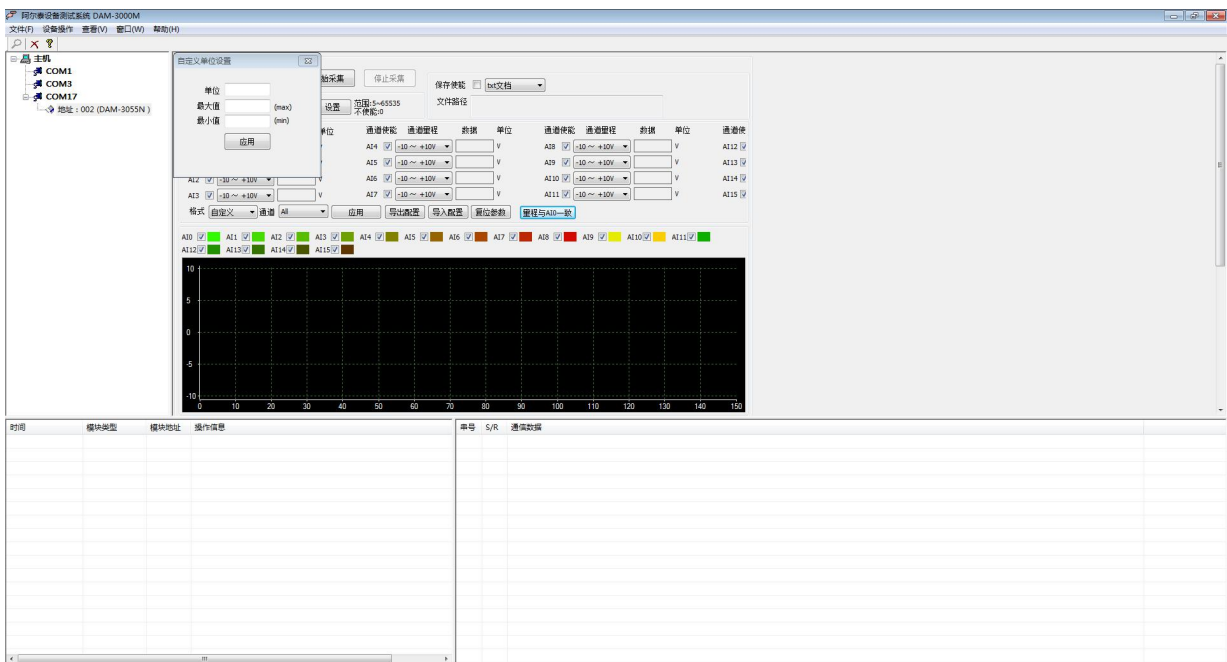 阿尔泰设备测试系统 DAM-3000M
文件(F) 设备操作 查看(V) 窗口(W) 帮助(H)
主机
COM1
COM3
COM17
地址：002 (DAM-3055N )
自定义单位设置
单位
最大值 (max)
最小值 (min)
应用
始采集 停止采集 保存使能 txt文档
设置 范围:5~65535 不使能:0 文件路径
单位 通道使能 通道里程 数据 单位 通道使能 通道里程 数据 单位 通道使
AI4 -10 ～ +10V V AI8 -10 ～ +10V V AI12
AI5 -10 ～ +10V V AI9 -10 ～ +10V V AI13
AI2 -10 ～ +10V V AI6 -10 ～ +10V V AI10 -10 ～ +10V V AI14
AI3 -10 ～ +10V V AI7 -10 ～ +10V V AI11 -10 ～ +10V V AI15
格式 自定义 通道 All 应用 导出配置 导入配置 复位参数 里程与AI0一致
AI0 AI1 AI2 AI3 AI4 AI5 AI6 AI7 AI8 AI9 AI10 AI11
AI12 AI13 AI14 AI15
10
5
0
-5
-10
0 10 20 30 40 50 60 70 80 90 100 110 120 130 140 150
时间 模块类型 模块地址 操作信息 串号 S/R 通信数据